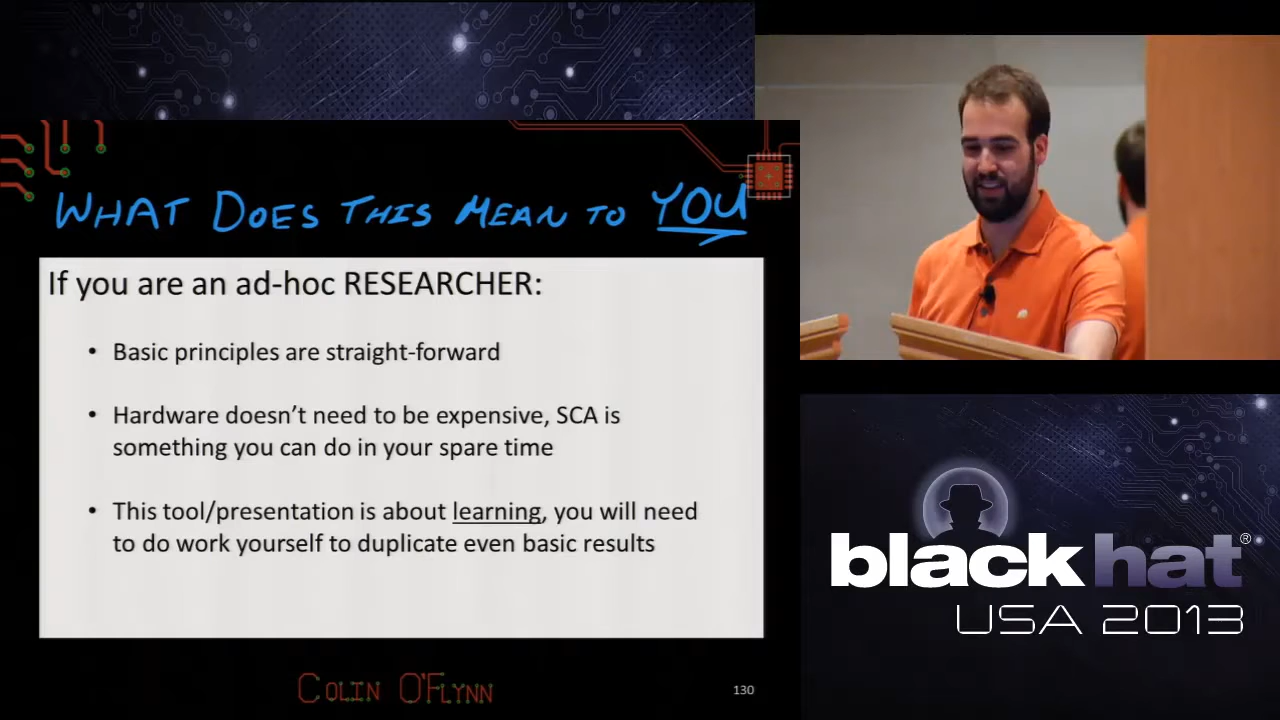 WHAT DOES THIS MEAN TO YOU
If you are an ad-hoc RESEARCHER:
• Basic principles are straight-forward
• Hardware doesn't need to be expensive, SCA is
something you can do in your spare time
• This tool/presentation is about learning, you will need
to do work yourself to duplicate even basic results
COLIN O'FLYNN
130
black hat®
USA 2013